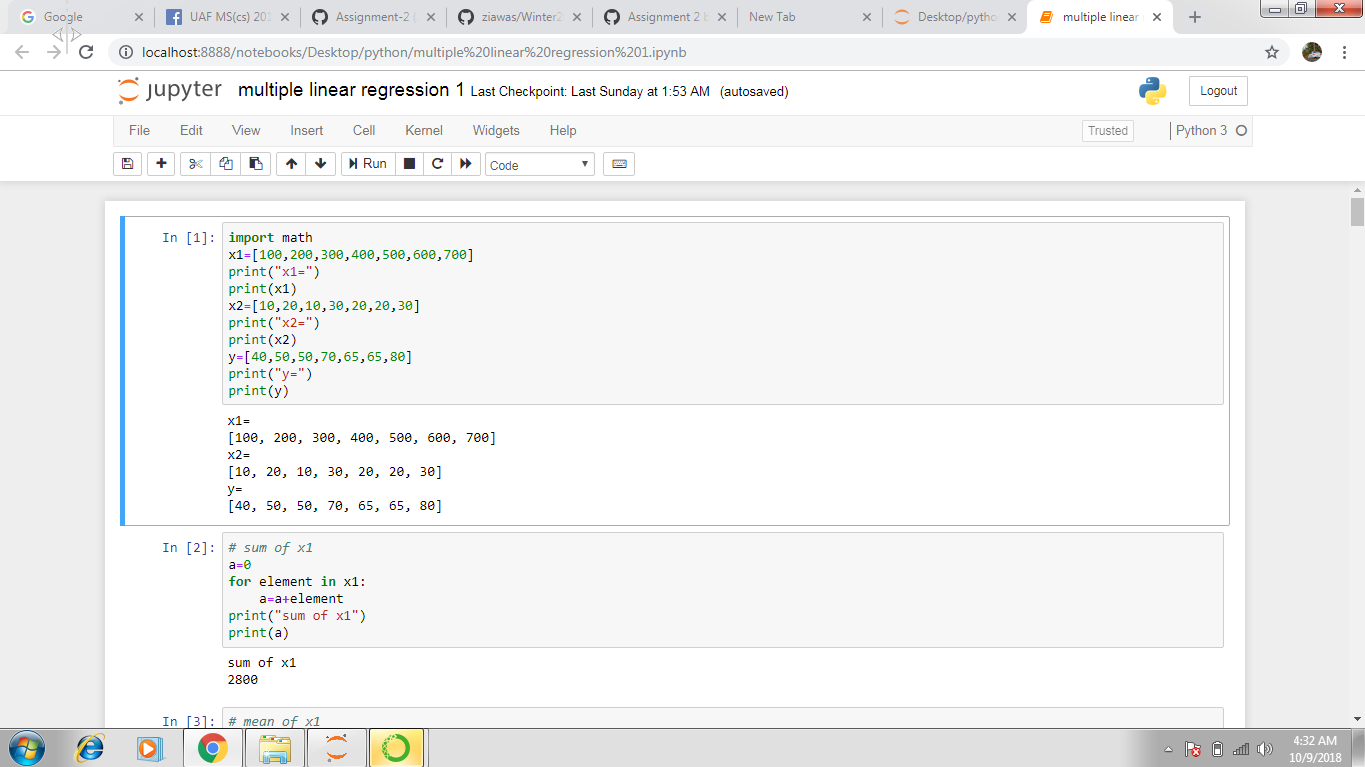 Google
UAF MS(cs) 201
Assignment-2 (
ziawas/Winter2
Assignment 2 b
New Tab
Desktop/pytho
multiple linear
localhost:8888/notebooks/Desktop/python/multiple%20linear%20regression%201.ipynb
jupyter multiple linear regression 1 Last Checkpoint: Last Sunday at 1:53 AM (autosaved)
Logout
File Edit View Insert Cell Kernel Widgets Help
Trusted
Python 3
Run
Code
In [1]:
import math
x1=[100,200,300,400,500,600,700]
print("x1=")
print(x1)
x2=[10,20,10,30,20,20,30]
print("x2=")
print(x2)
y=[40,50,50,70,65,65,80]
print("y=")
print(y)
x1=
[100, 200, 300, 400, 500, 600, 700]
x2=
[10, 20, 10, 30, 20, 20, 30]
y=
[40, 50, 50, 70, 65, 65, 80]
In [2]:
# sum of x1
a=0
for element in x1:
    a=a+element
print("sum of x1")
print(a)
sum of x1
2800
In [3]:
# mean of x1
4:32 AM
10/9/2018